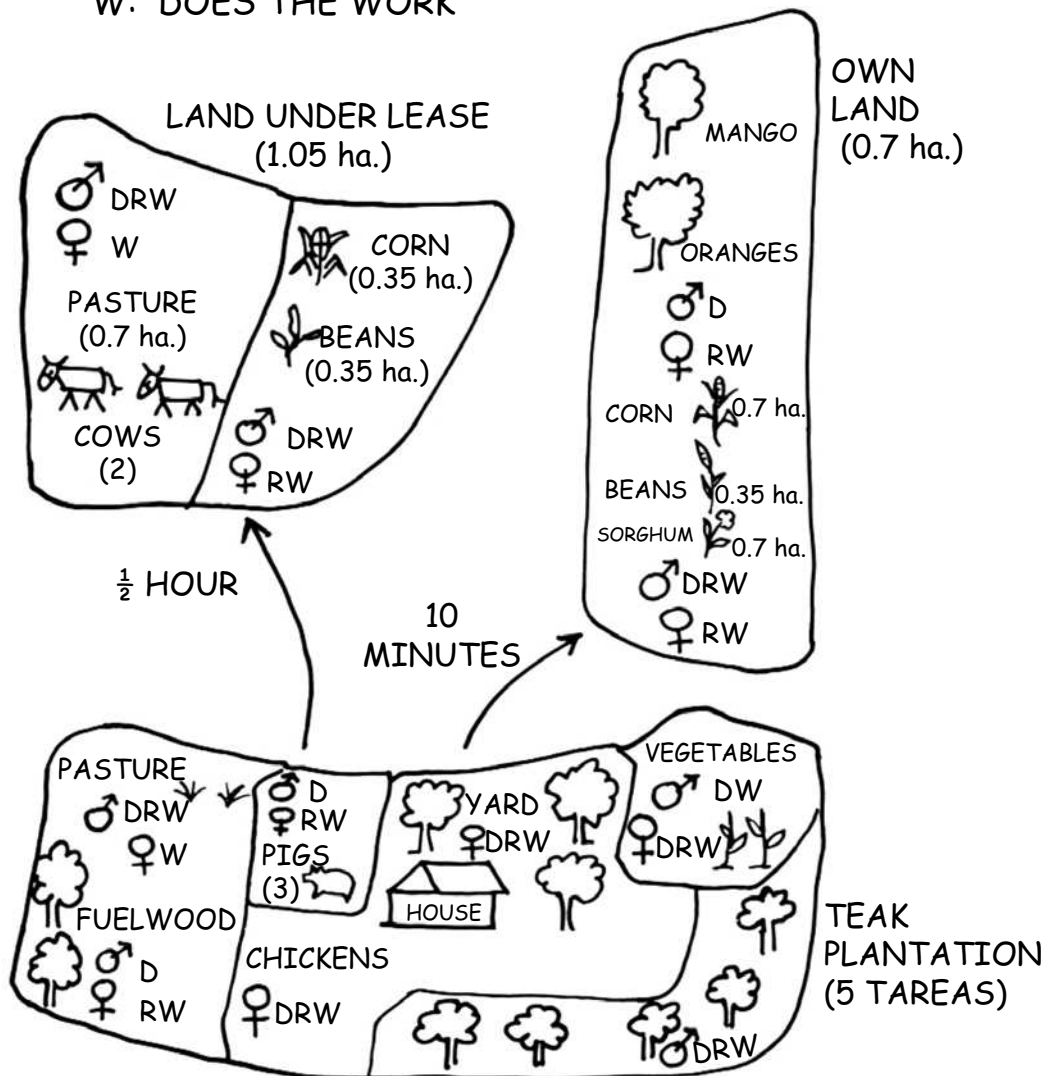 W: DOES THE WORK
LAND UNDER LEASE
(1.05 ha.)
DRW
W
PASTURE
(0.7 ha.)
COWS
(2)
CORN
(0.35 ha.)
BEANS
(0.35 ha.)
DRW
RW
OWN
LAND
(0.7 ha.)
MANGO
ORANGES
D
RW
CORN 0.7 ha.
BEANS 0.35 ha.
SORGHUM 0.7 ha.
DRW
RW
½ HOUR
10
MINUTES
PASTURE
DRW
W
FUELWOOD
D
RW
D
RW
PIGS
(3)
CHICKENS
DRW
YARD
DRW
HOUSE
VEGETABLES
DW
DRW
TEAK
PLANTATION
(5 TAREAS)
DRW